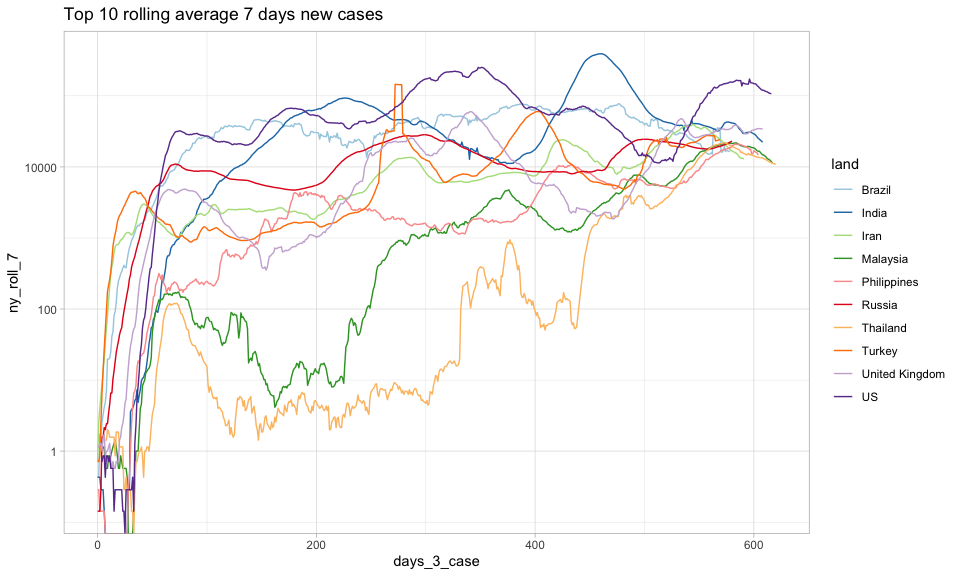 Top 10 rolling average 7 days new cases
ny_roll_7
10000
100
1
0
200
400
600
days_3_case
land
Brazil
India
Iran
Malaysia
Philippines
Russia
Thailand
Turkey
United Kingdom
US